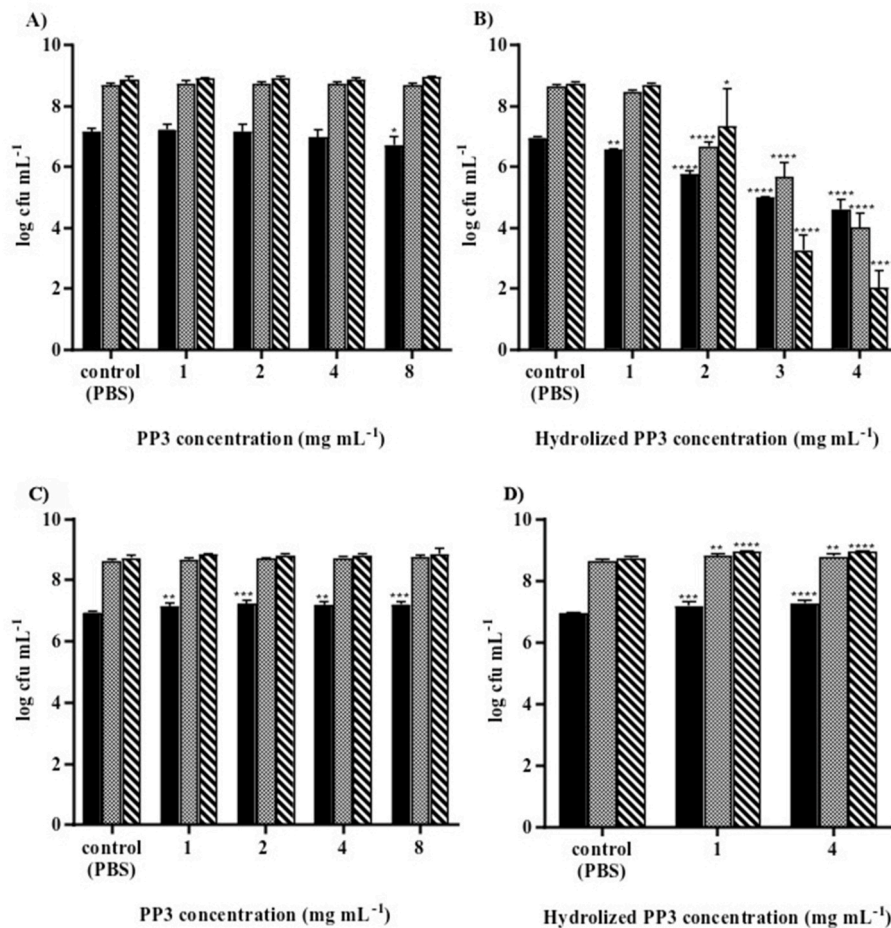 A)
10
8
6
4
2
0
log cfu mL⁻¹
*
control
(PBS)
1
2
4
8
PP3 concentration (mg mL⁻¹)
B)
10
8
6
4
2
0
log cfu mL⁻¹
**
****
****
*
****
****
****
****
****
****
control
(PBS)
1
2
3
4
Hydrolized PP3 concentration (mg mL⁻¹)
C)
10
8
6
4
2
0
log cfu mL⁻¹
**
***
**
***
control
(PBS)
1
2
4
8
PP3 concentration (mg mL⁻¹)
D)
10
8
6
4
2
0
log cfu mL⁻¹
***
**
****
****
**
****
control
(PBS)
1
4
Hydrolized PP3 concentration (mg mL⁻¹)